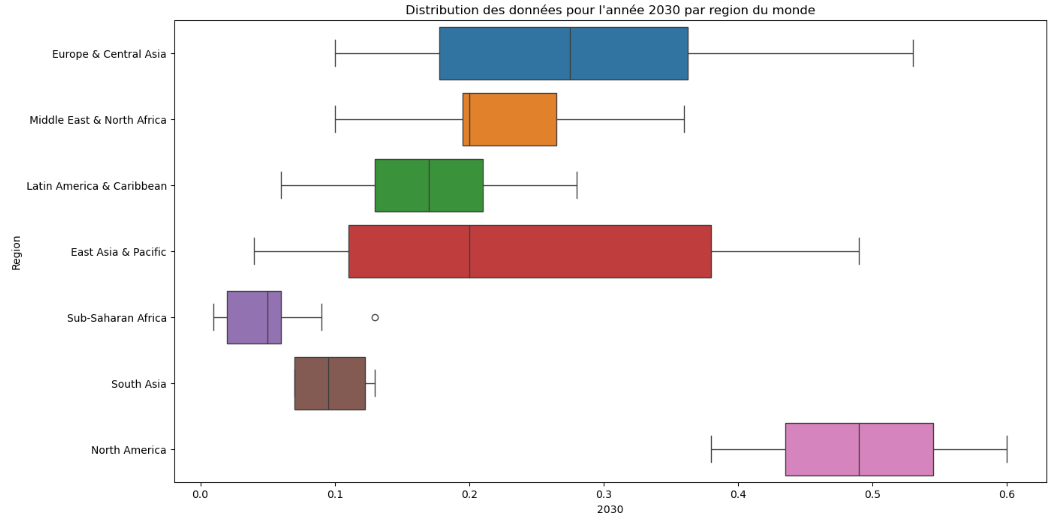 Distribution des données pour l'année 2030 par region du monde
Europe & Central Asia
Middle East & North Africa
Latin America & Caribbean
East Asia & Pacific
Sub-Saharan Africa
South Asia
North America
Region
0.0 0.1 0.2 0.3 0.4 0.5 0.6
2030